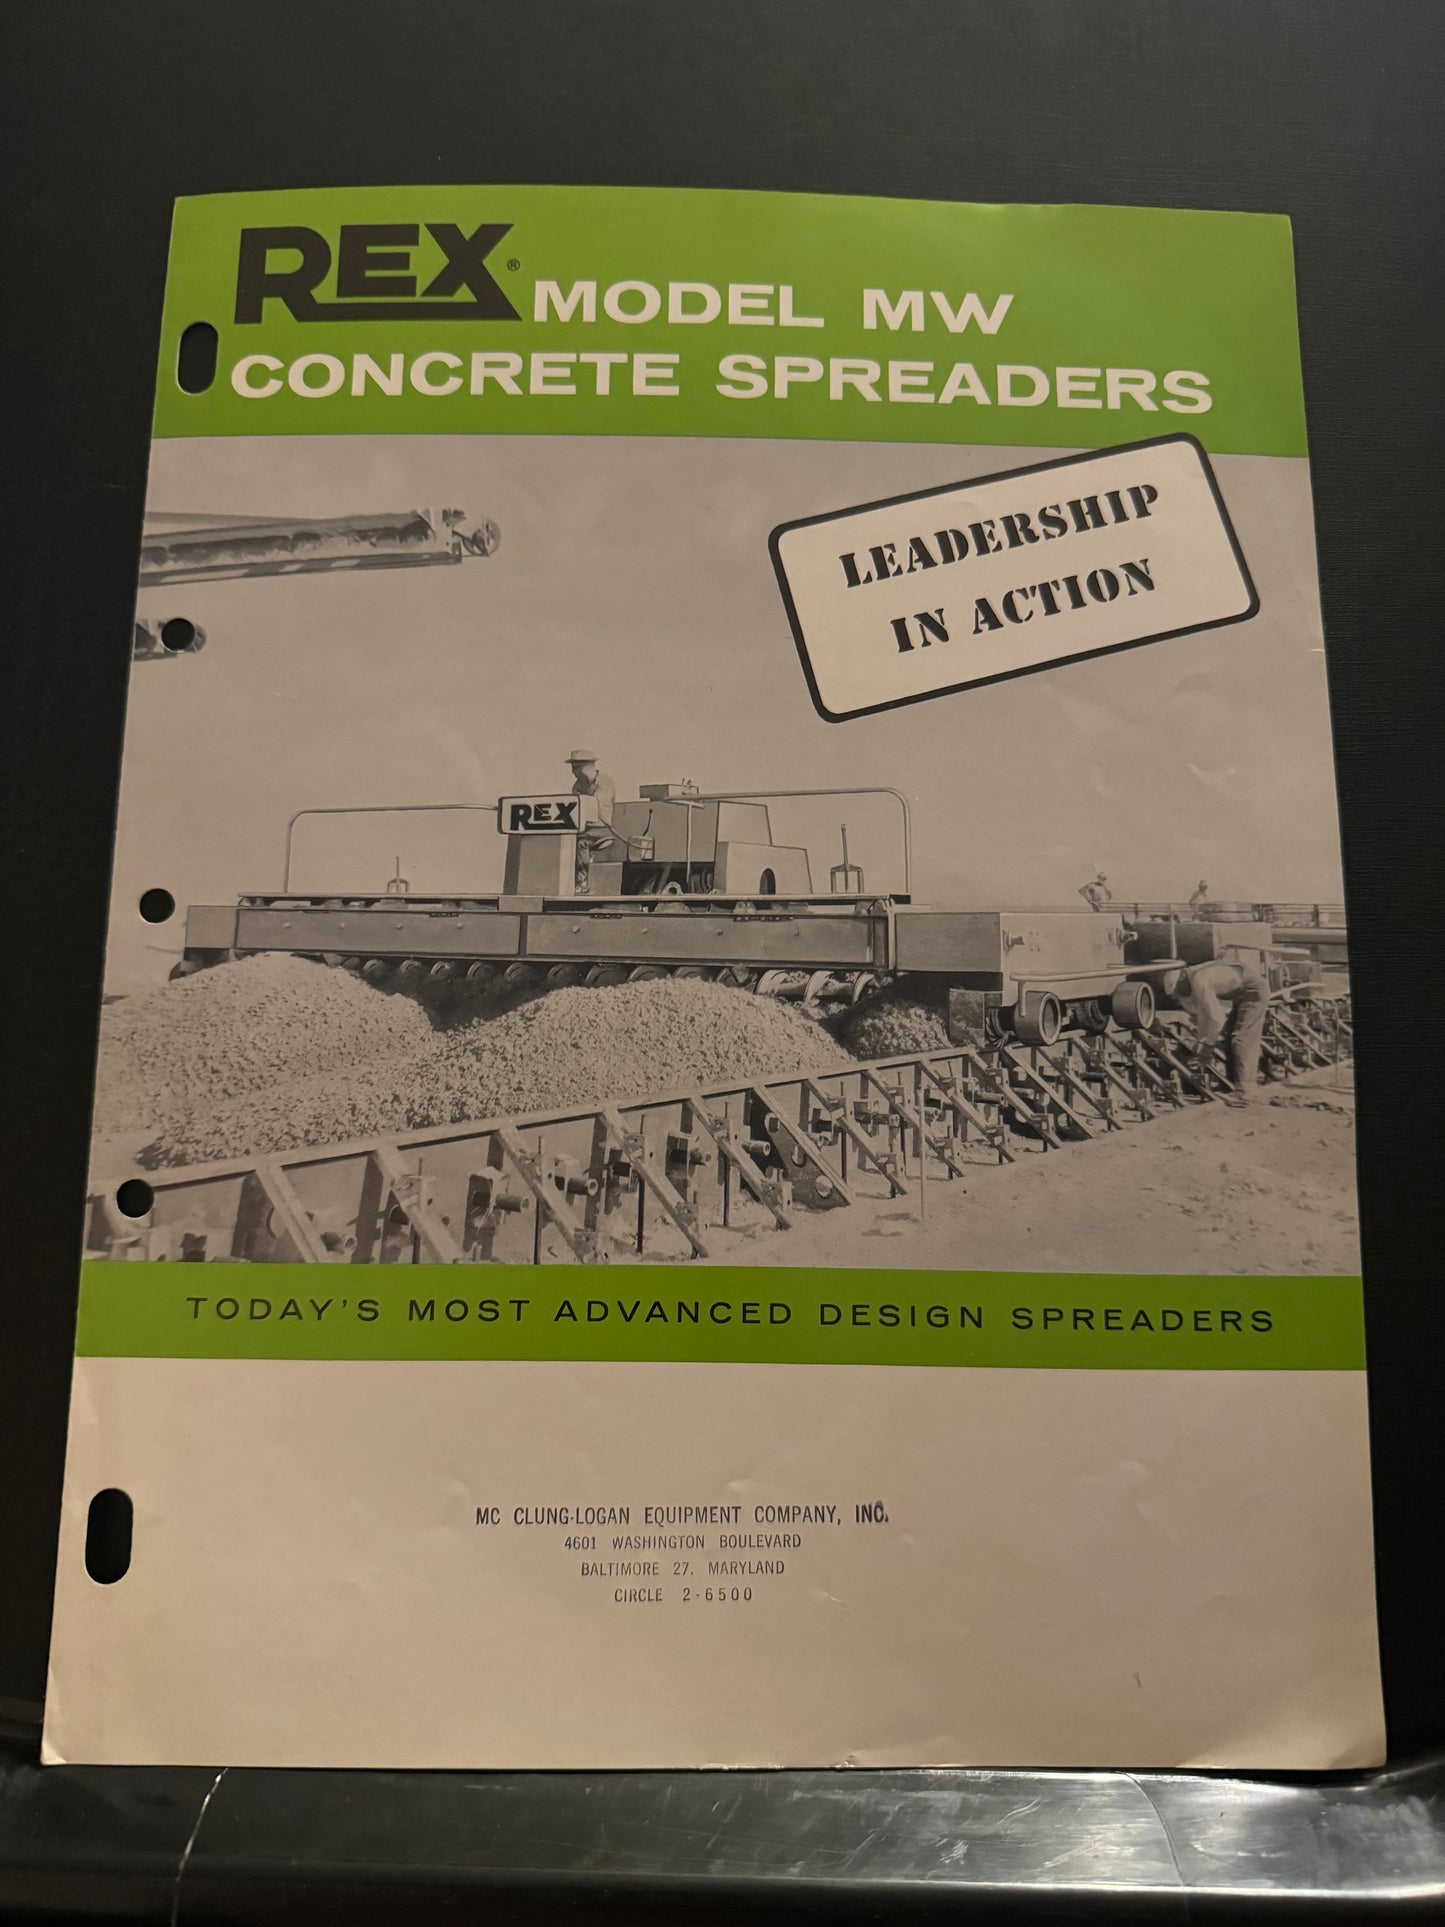 REX® MODEL MW
CONCRETE SPREADERS
LEADERSHIP
IN ACTION
REX
TODAY'S MOST ADVANCED DESIGN SPREADERS
MC CLUNG-LOGAN EQUIPMENT COMPANY, INC.
4601 WASHINGTON BOULEVARD
BALTIMORE 27, MARYLAND
CIRCLE 2-6500